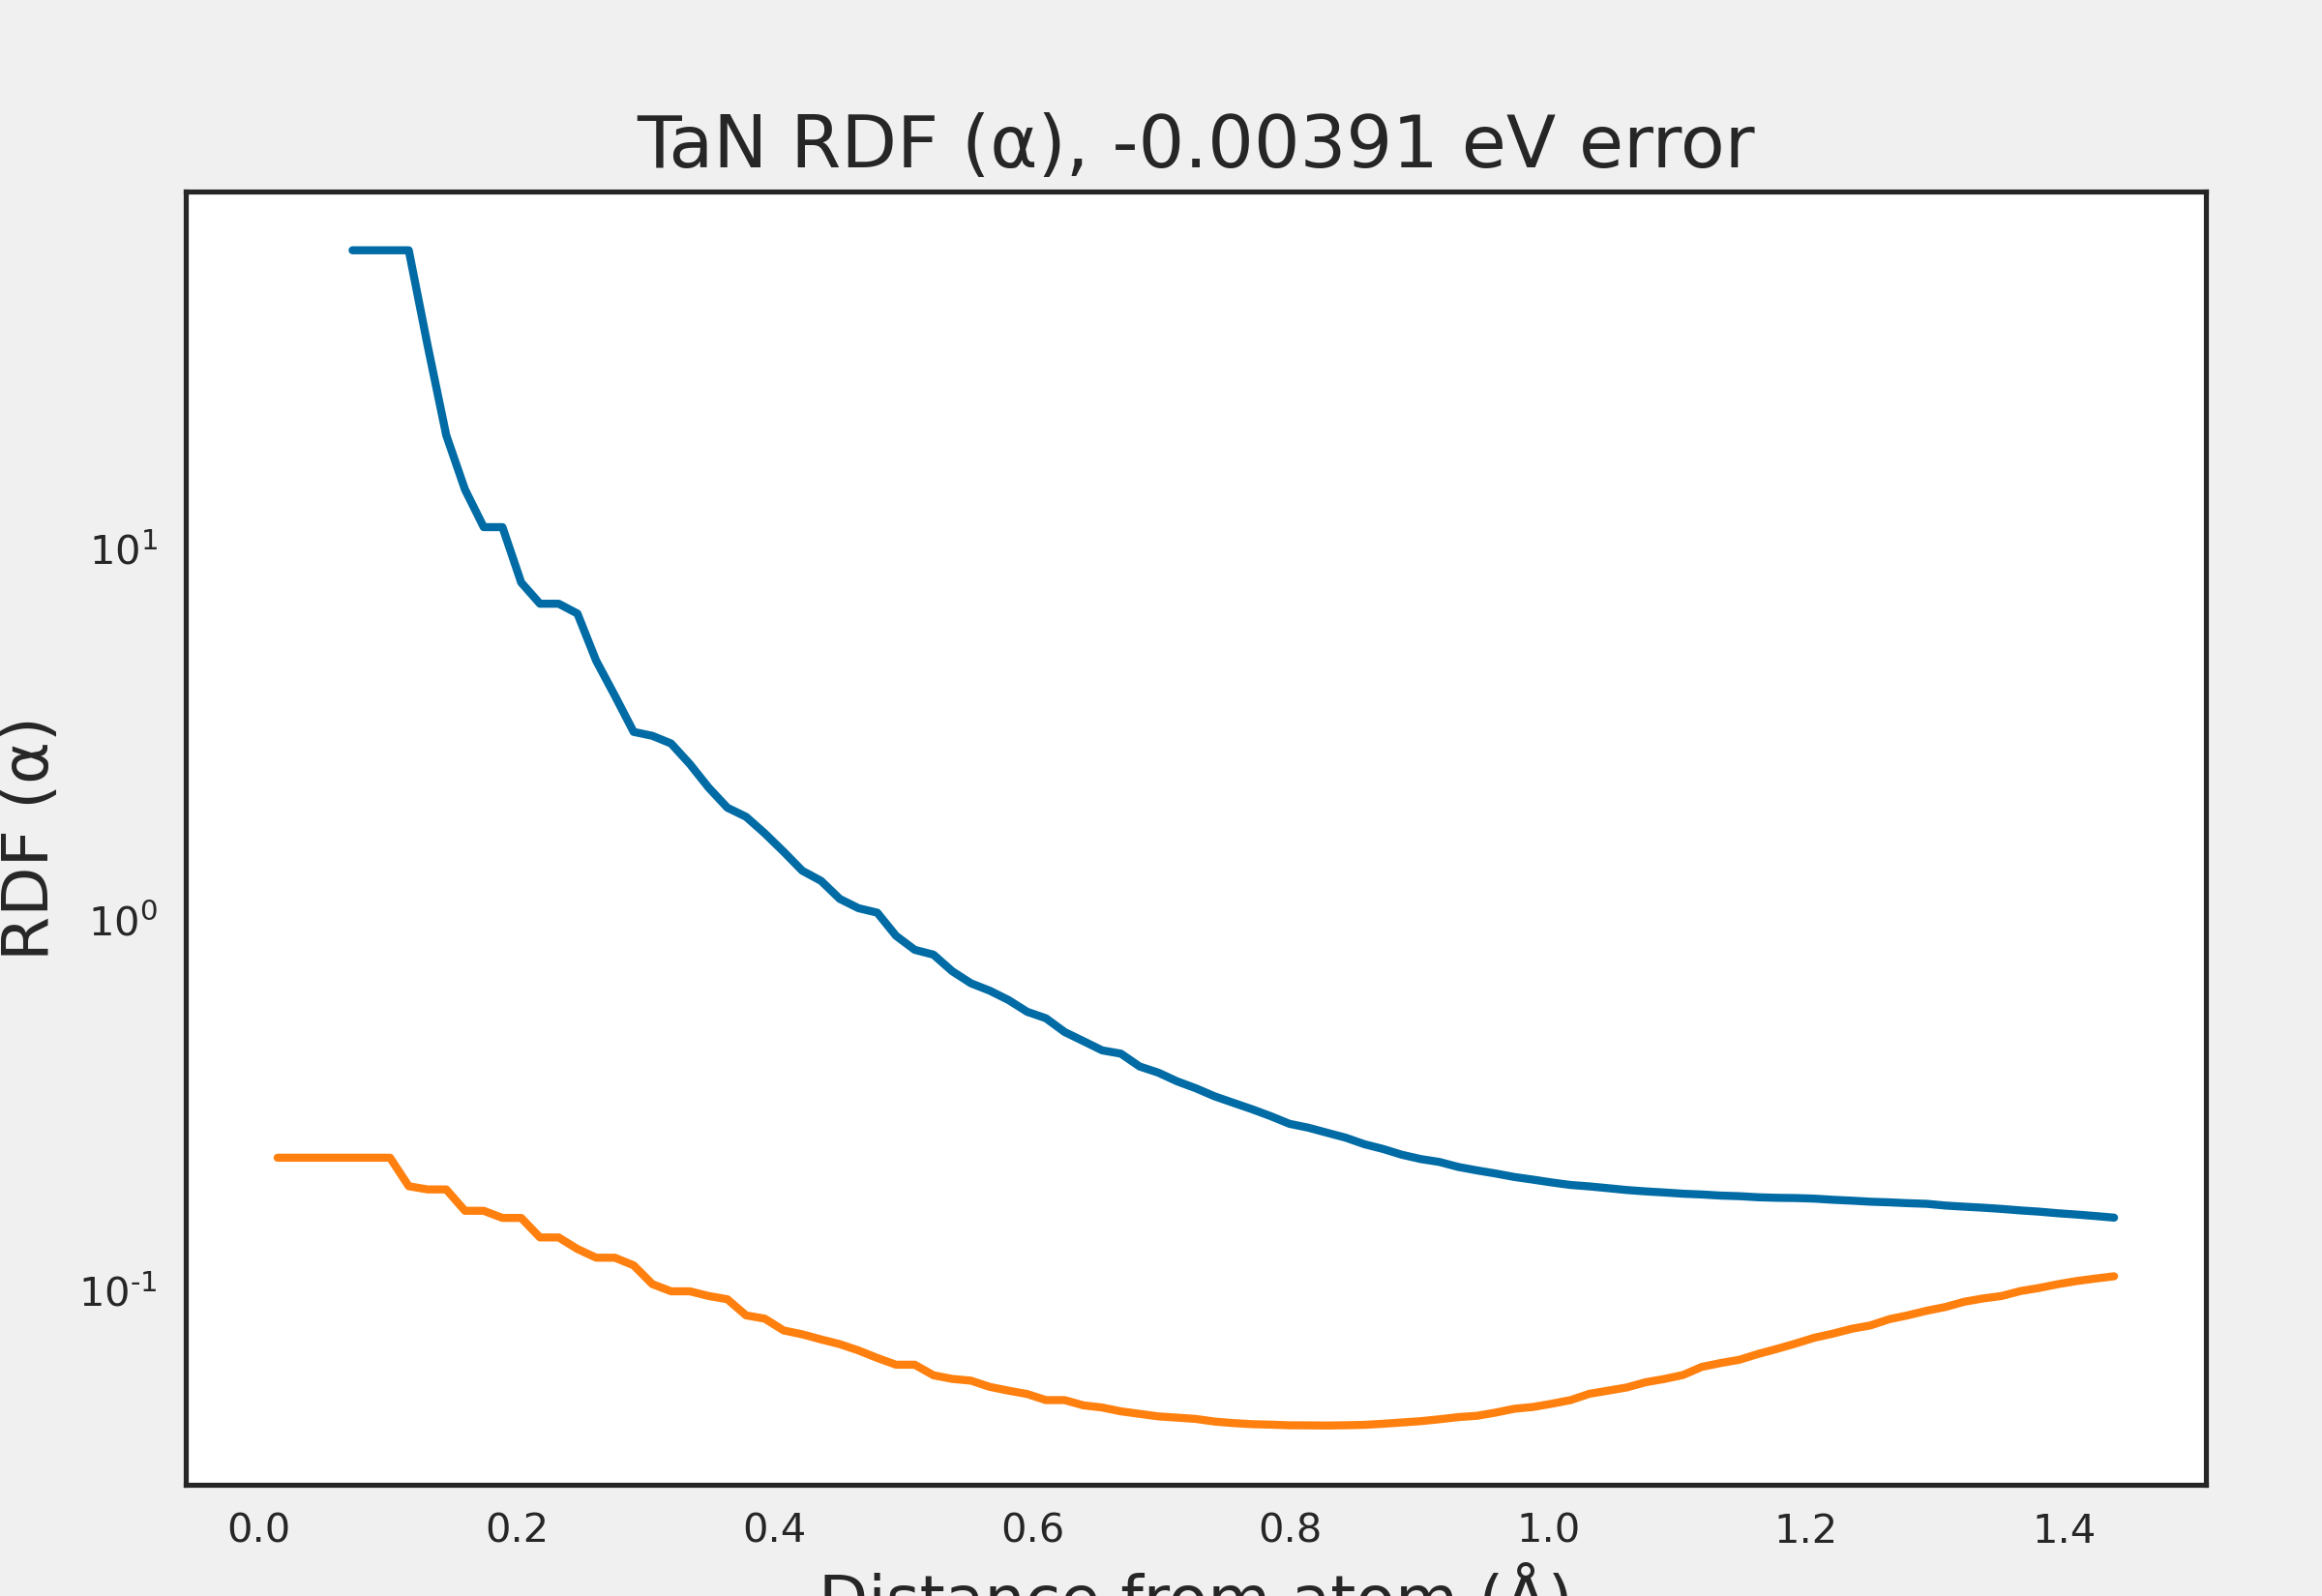 TaN RDF (α), -0.00391 eV error
RDF (α)
10¹
10⁰
10⁻¹
0.0 0.2 0.4 0.6 0.8 1.0 1.2 1.4
Distance from atom (Å)